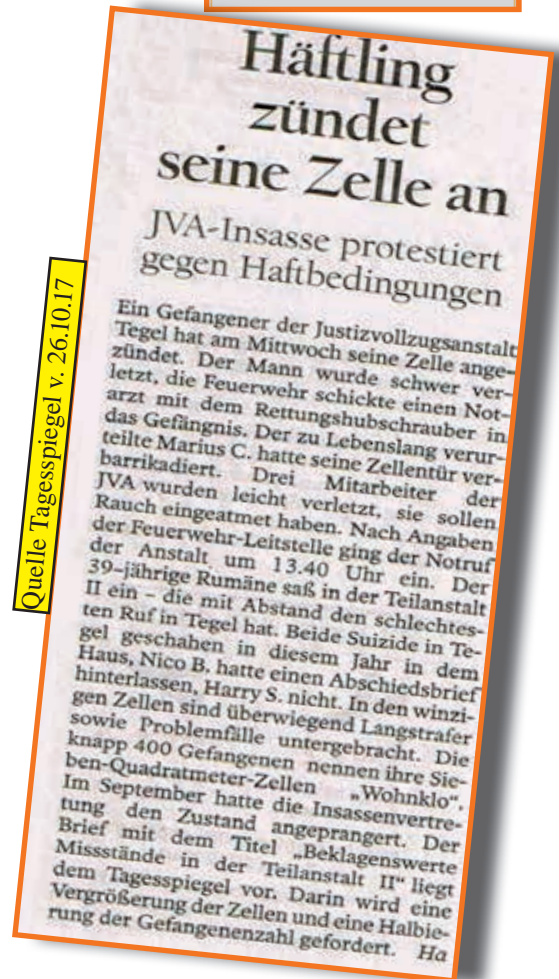 Häftling
zündet
seine Zelle an
JVA-Insasse protestiert
gegen Haftbedingungen
Ein Gefangener der Justizvollzugsanstalt
Tegel hat am Mittwoch seine Zelle ange-
zündet. Der Mann wurde schwer ver-
letzt, die Feuerwehr schickte einen Not-
arzt mit dem Rettungshubschrauber in
das Gefängnis. Der zu Lebenslang verur-
teilte Marius C. hatte seine Zellentür ver-
barrikadiert. Drei Mitarbeiter der
JVA wurden leicht verletzt, sie sollen
Rauch eingeatmet haben. Nach Angaben
der Feuerwehr-Leitstelle ging der Notruf
der Anstalt um 13.40 Uhr ein. Der
39-jährige Rumäne saß in der Teilanstalt
II ein – die mit Abstand den schlechtes-
ten Ruf in Tegel hat. Beide Suizide in Te-
gel geschahen in diesem Jahr in dem
Haus, Nico B. hatte einen Abschiedsbrief
hinterlassen, Harry S. nicht. In den winzi-
gen Zellen sind überwiegend Langstrafer
sowie Problemfälle untergebracht. Die
knapp 400 Gefangenen nennen ihre Sie-
ben-Quadratmeter-Zellen „Wohnklo".
Im September hatte die Insassenvertre-
tung den Zustand angeprangert. Der
Brief mit dem Titel „Beklagenswerte
Missstände in der Teilanstalt II" liegt
dem Tagesspiegel vor. Darin wird eine
Vergrößerung der Zellen und eine Halbie-
rung der Gefangenenzahl gefordert. Ha
Quelle Tagesspiegel v. 26.10.17